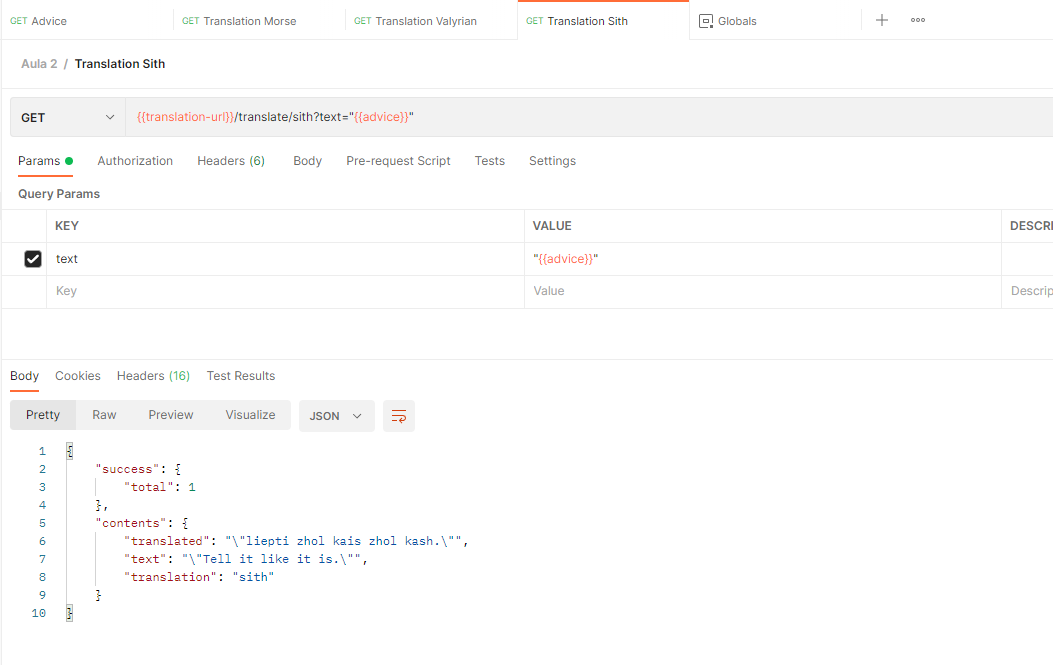 GET Advice GET Translation Morse GET Translation Valyrian GET Translation Sith Globals
Aula 2 / Translation Sith
GET {{translation-url}}/translate/sith?text="{{advice}}"
Params Authorization Headers (6) Body Pre-request Script Tests Settings
Query Params
KEY VALUE DESCRI
text "{{advice}}"
Key Value Descrip
Body Cookies Headers (16) Test Results
Pretty Raw Preview Visualize JSON
1 {
2 "success": {
3 "total": 1
4 },
5 "contents": {
6 "translated": "\"liepti zhol kais zhol kash.\"",
7 "text": "\"Tell it like it is.\"",
8 "translation": "sith"
9 }
10 }